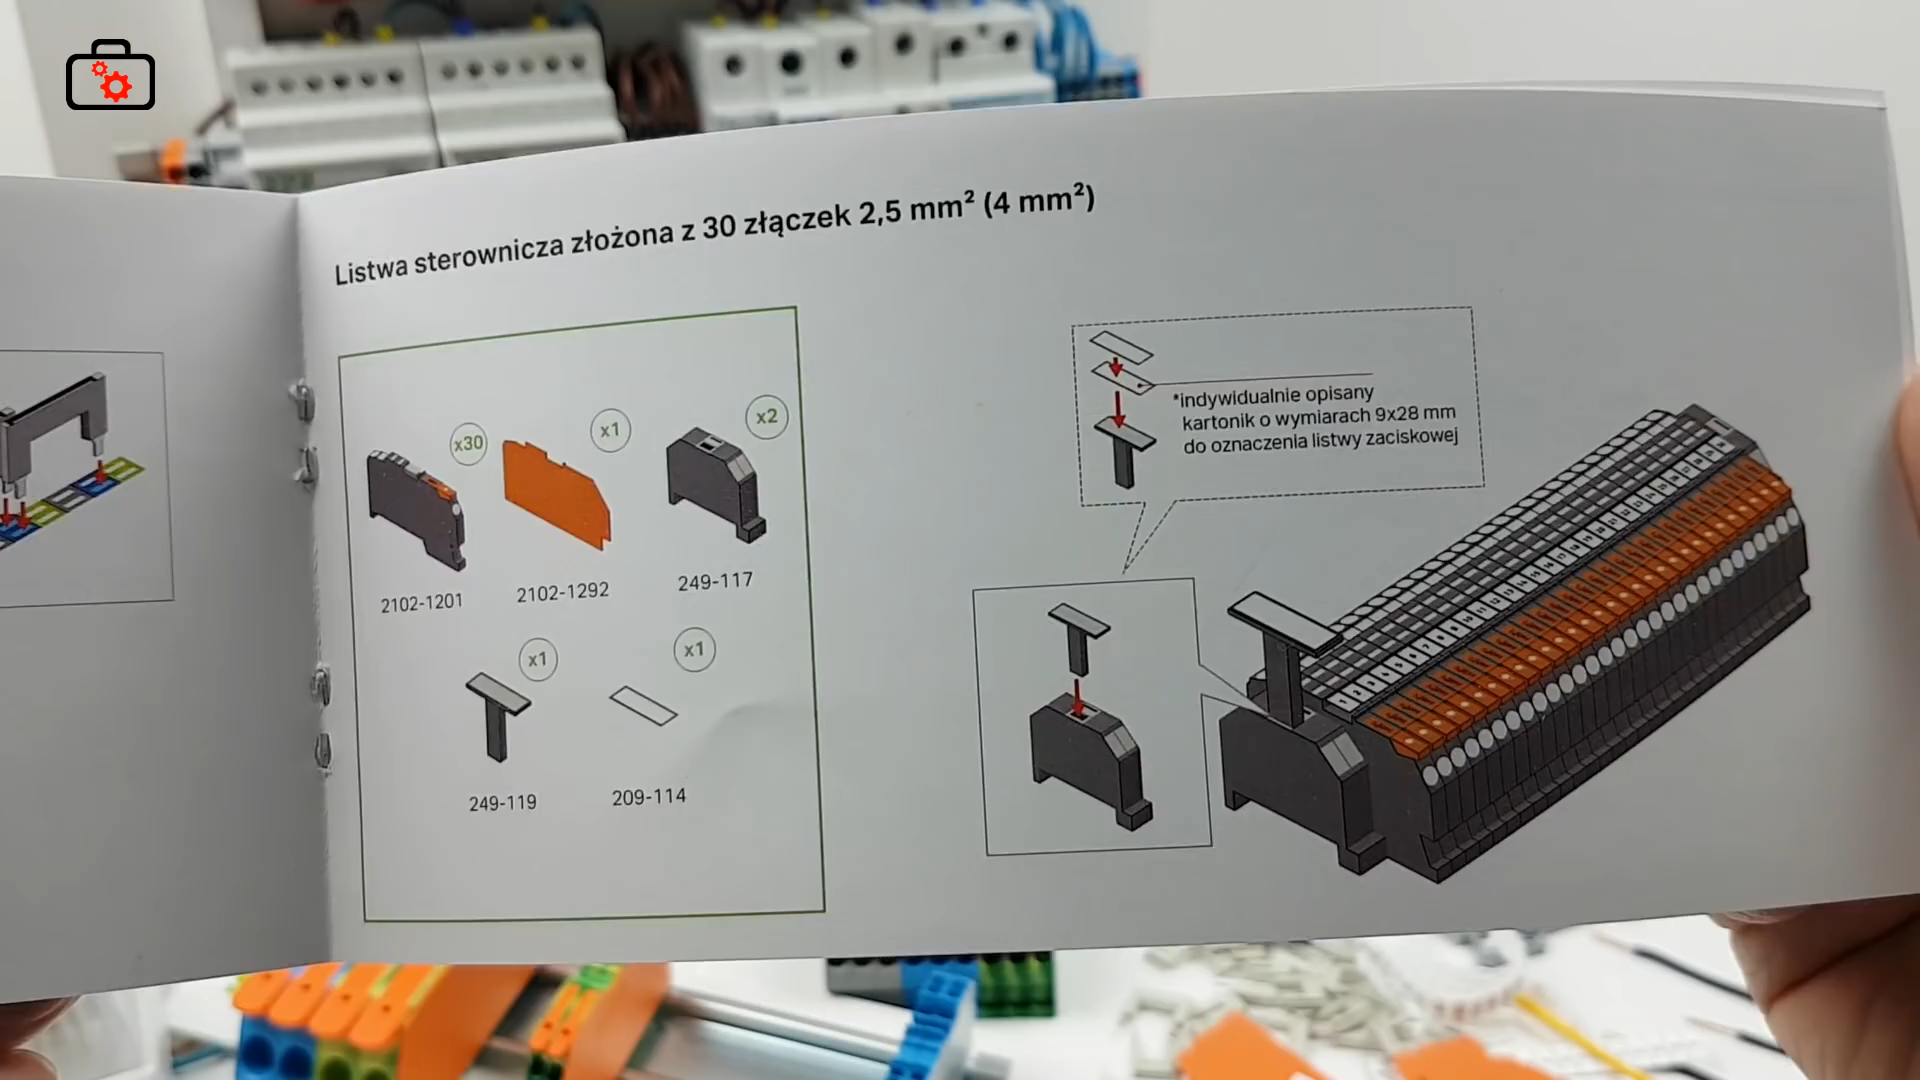 Listwa sterownicza złożona z 30 złączek 2,5 mm² (4 mm²)
x30
x1
x2
2102-1201
2102-1292
249-117
x1
x1
249-119
209-114
*indywidualnie opisany
kartonik o wymiarach 9x28 mm
do oznaczenia listwy zaciskowej